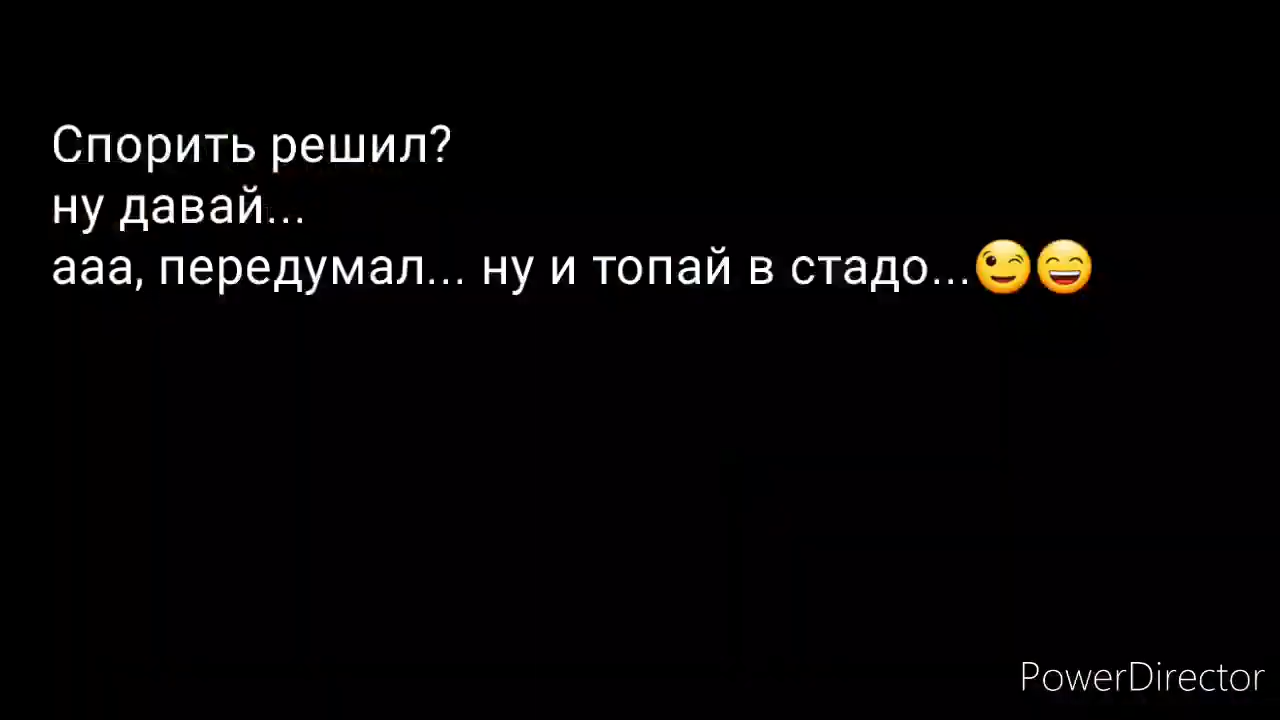 Спорить решил?
ну давай...
ааа, передумал... ну и топай в стадо...😉😄
PowerDirector